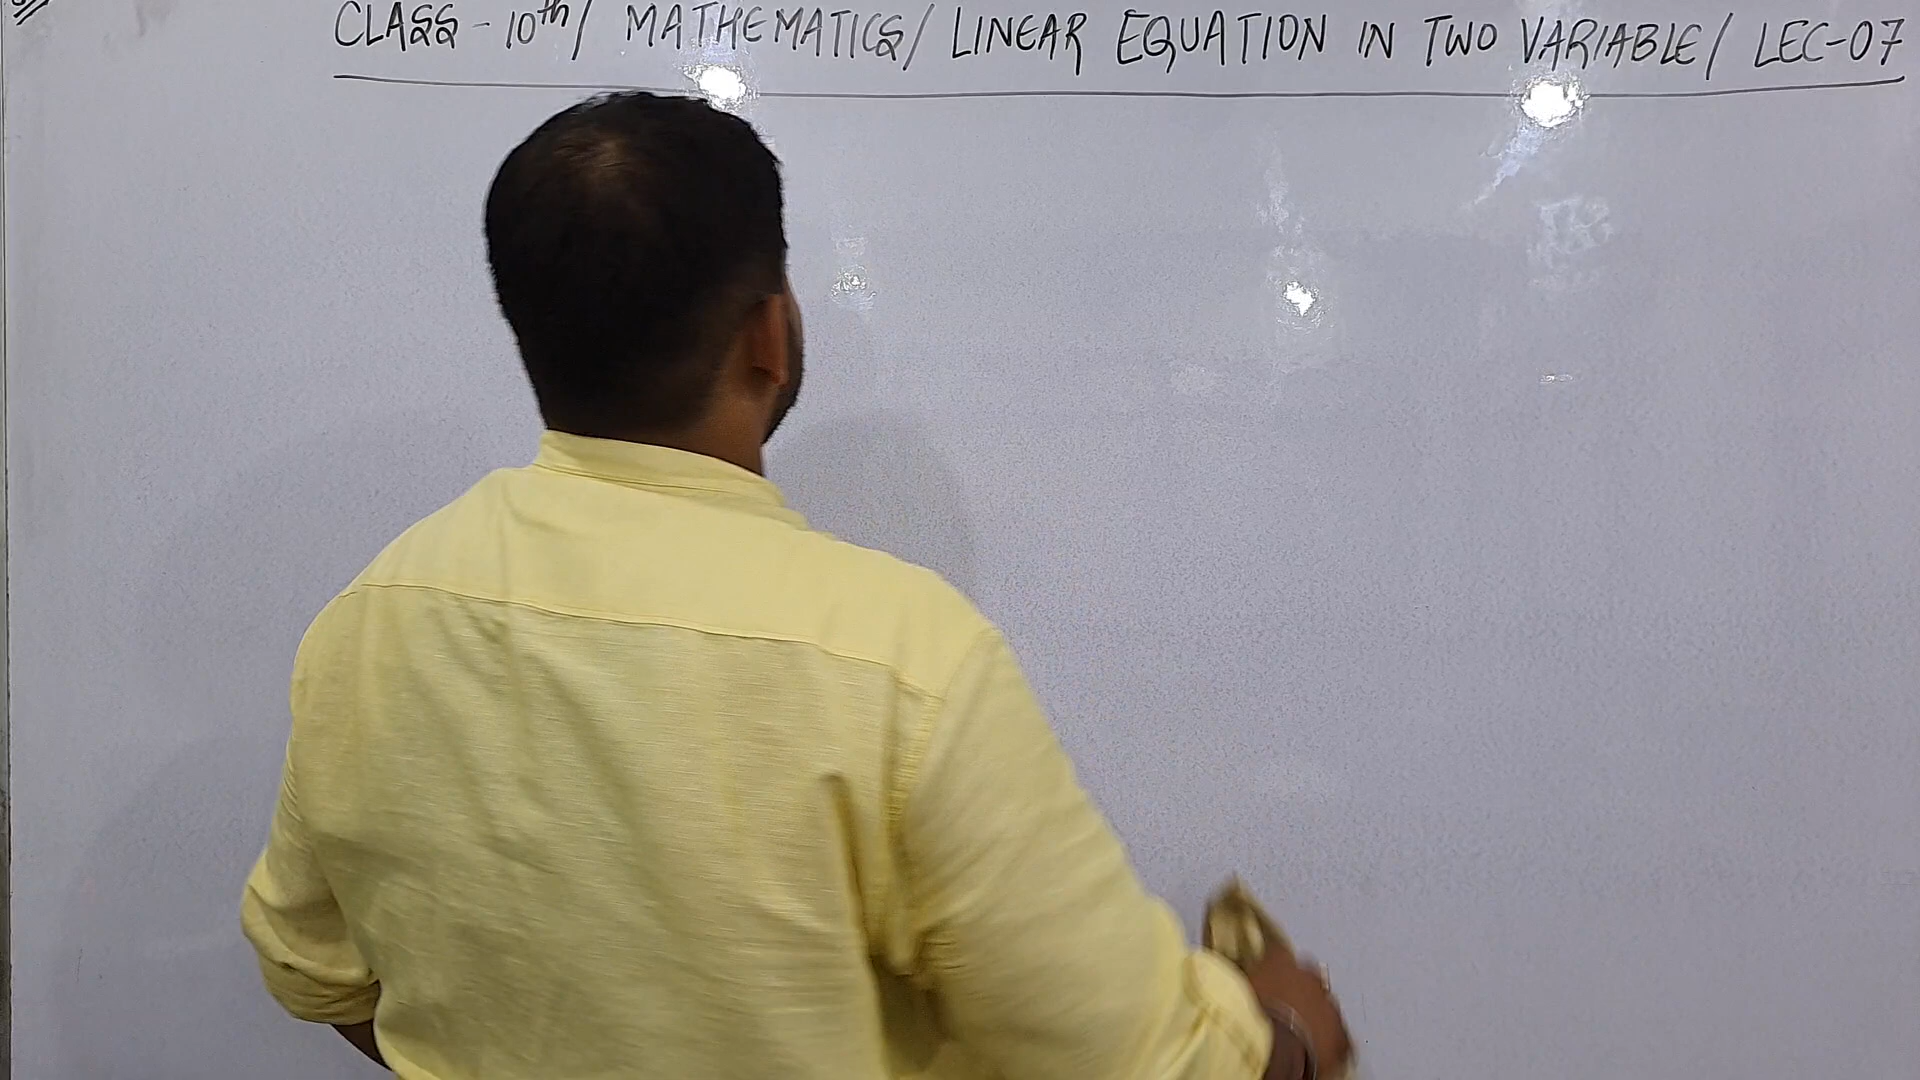 CLASS - 10th / MATHEMATICS / LINEAR EQUATION IN TWO VARIABLE / LEC-07